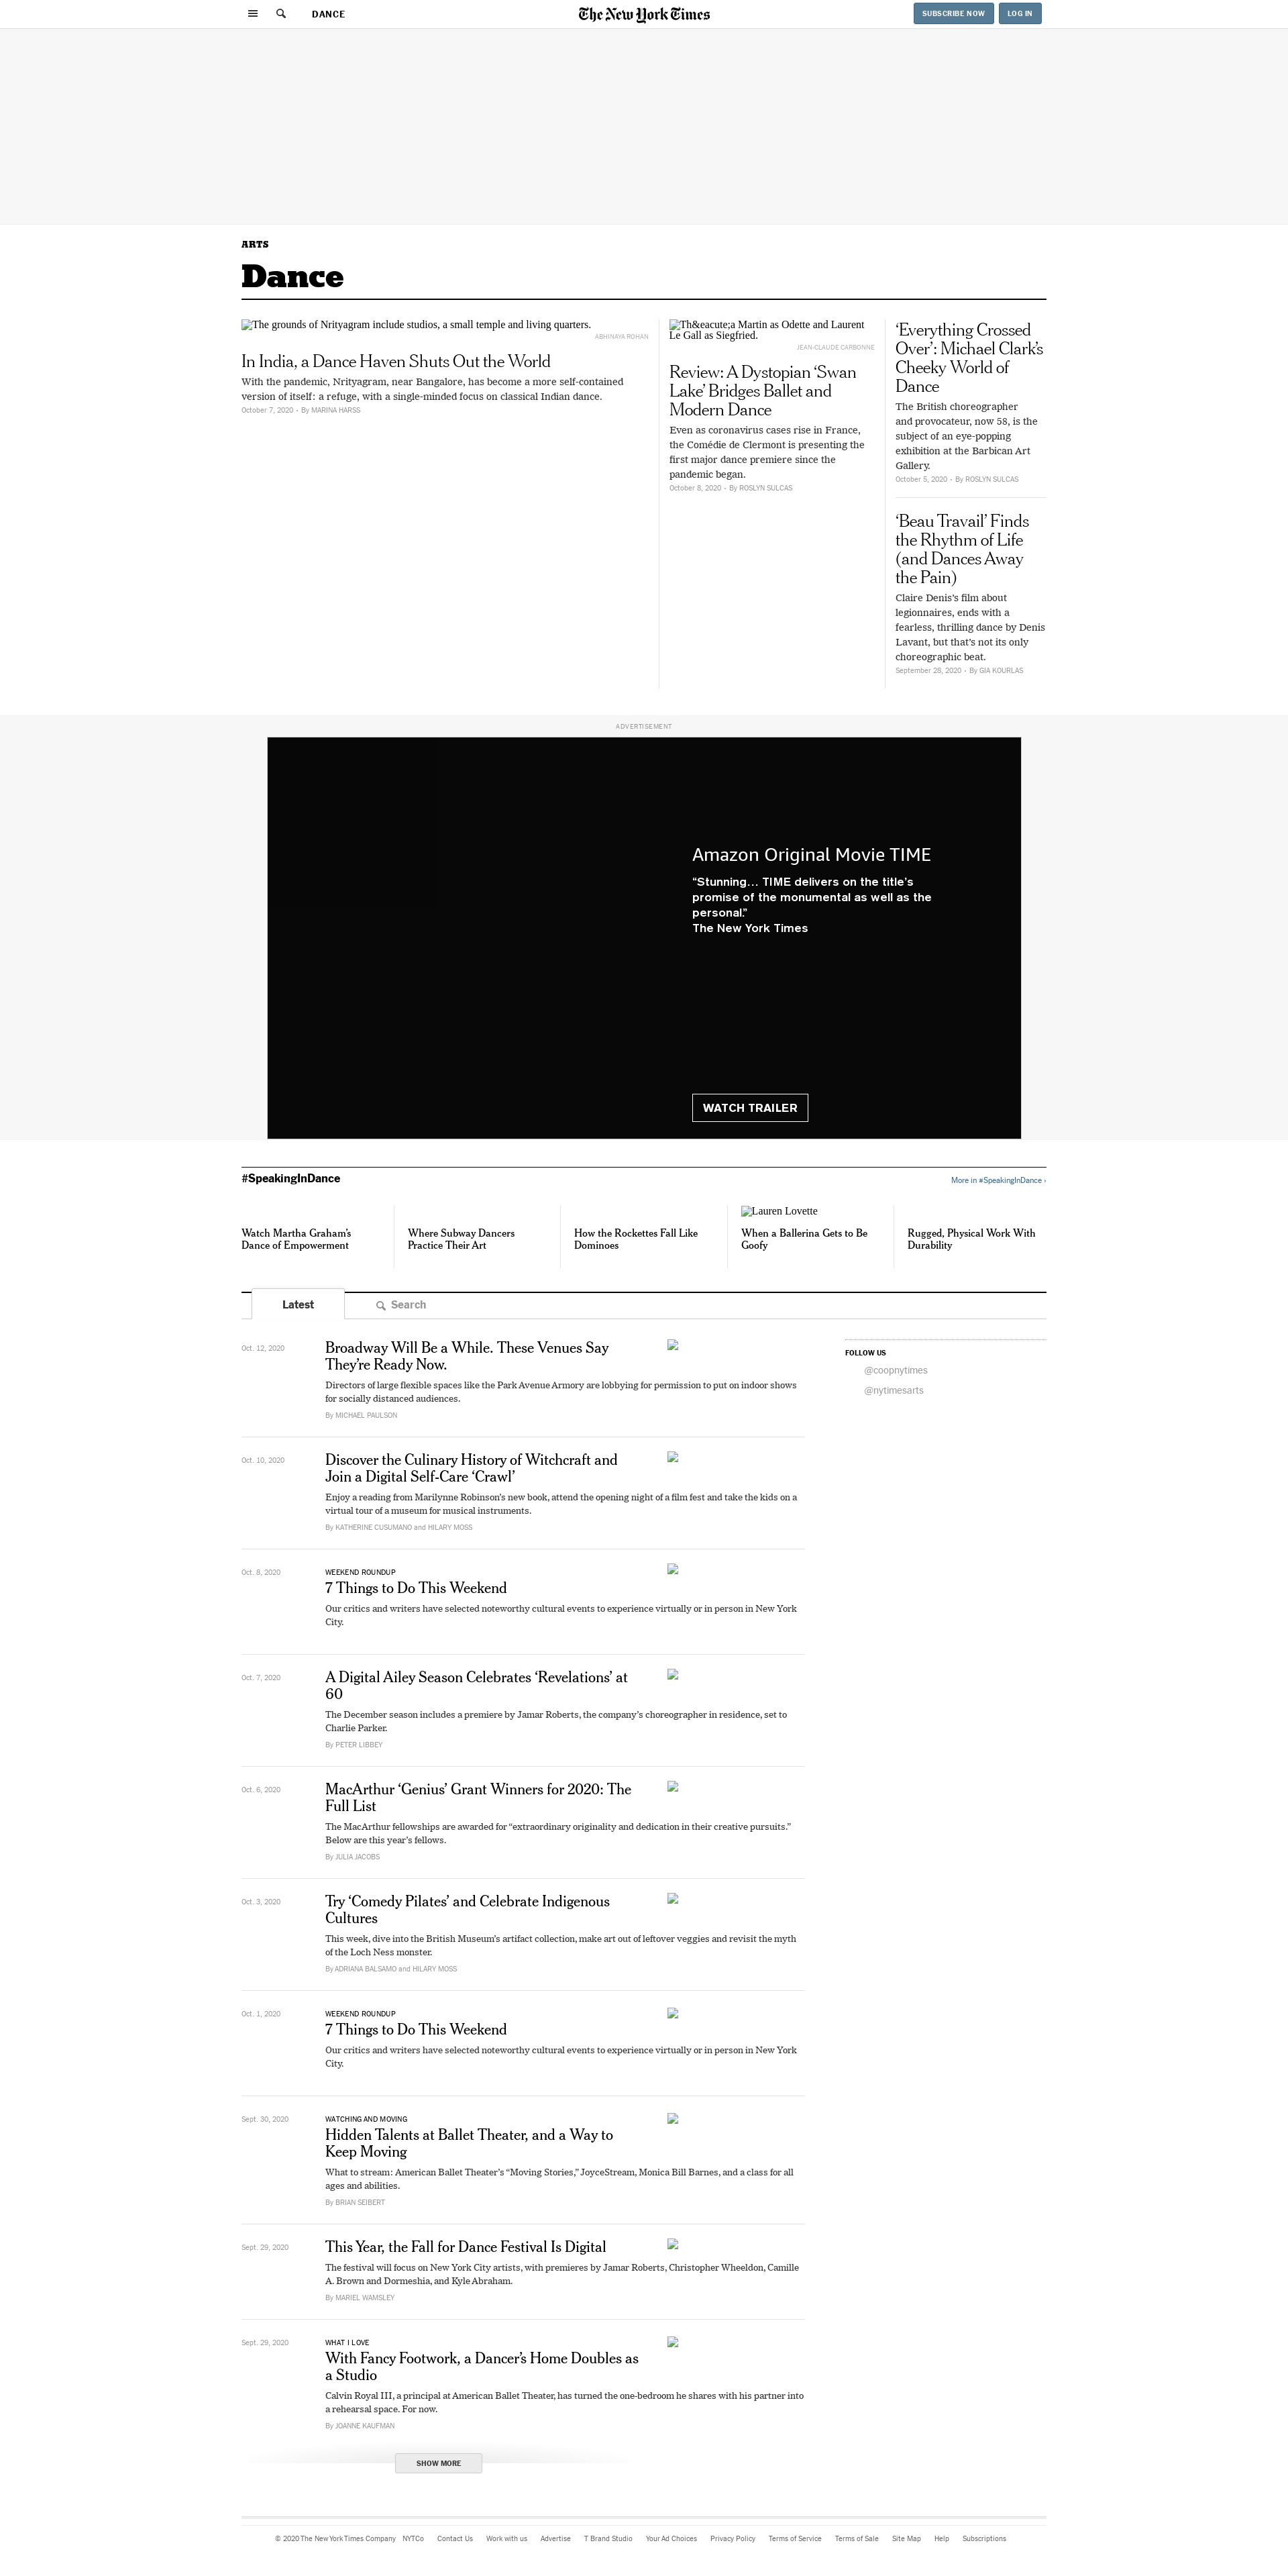 DANCE
The New York Times
SUBSCRIBE NOW
LOG IN
ARTS
Dance
The grounds of Nrityagram include studios, a small temple and living quarters.
ABHINAYA ROHAN
In India, a Dance Haven Shuts Out the World
With the pandemic, Nrityagram, near Bangalore, has become a more self-contained
version of itself: a refuge, with a single-minded focus on classical Indian dance.
October 7, 2020 • By MARINA HARSS
Th&eacute;a Martin as Odette and Laurent
Le Gall as Siegfried.
JEAN-CLAUDE CARBONNE
Review: A Dystopian ‘Swan
Lake’ Bridges Ballet and
Modern Dance
Even as coronavirus cases rise in France,
the Comédie de Clermont is presenting the
first major dance premiere since the
pandemic began.
October 8, 2020 • By ROSLYN SULCAS
‘Everything Crossed
Over’: Michael Clark’s
Cheeky World of
Dance
The British choreographer
and provocateur, now 58, is the
subject of an eye-popping
exhibition at the Barbican Art
Gallery.
October 5, 2020 • By ROSLYN SULCAS
‘Beau Travail’ Finds
the Rhythm of Life
(and Dances Away
the Pain)
Claire Denis’s film about
legionnaires, ends with a
fearless, thrilling dance by Denis
Lavant, but that’s not its only
choreographic beat.
September 28, 2020 • By GIA KOURLAS
ADVERTISEMENT
Amazon Original Movie TIME
“Stunning… TIME delivers on the title’s
promise of the monumental as well as the
personal.”
The New York Times
WATCH TRAILER
#SpeakingInDance
More in #SpeakingInDance ›
Watch Martha Graham’s
Dance of Empowerment
Where Subway Dancers
Practice Their Art
How the Rockettes Fall Like
Dominoes
Lauren Lovette
When a Ballerina Gets to Be
Goofy
Rugged, Physical Work With
Durability
Latest
Search
Oct. 12, 2020
Broadway Will Be a While. These Venues Say
They’re Ready Now.
Directors of large flexible spaces like the Park Avenue Armory are lobbying for permission to put on indoor shows
for socially distanced audiences.
By MICHAEL PAULSON
FOLLOW US
@coopnytimes
@nytimesarts
Oct. 10, 2020
Discover the Culinary History of Witchcraft and
Join a Digital Self-Care ‘Crawl’
Enjoy a reading from Marilynne Robinson’s new book, attend the opening night of a film fest and take the kids on a
virtual tour of a museum for musical instruments.
By KATHERINE CUSUMANO and HILARY MOSS
Oct. 8, 2020
WEEKEND ROUNDUP
7 Things to Do This Weekend
Our critics and writers have selected noteworthy cultural events to experience virtually or in person in New York
City.
Oct. 7, 2020
A Digital Ailey Season Celebrates ‘Revelations’ at
60
The December season includes a premiere by Jamar Roberts, the company’s choreographer in residence, set to
Charlie Parker.
By PETER LIBBEY
Oct. 6, 2020
MacArthur ‘Genius’ Grant Winners for 2020: The
Full List
The MacArthur fellowships are awarded for “extraordinary originality and dedication in their creative pursuits.”
Below are this year’s fellows.
By JULIA JACOBS
Oct. 3, 2020
Try ‘Comedy Pilates’ and Celebrate Indigenous
Cultures
This week, dive into the British Museum’s artifact collection, make art out of leftover veggies and revisit the myth
of the Loch Ness monster.
By ADRIANA BALSAMO and HILARY MOSS
Oct. 1, 2020
WEEKEND ROUNDUP
7 Things to Do This Weekend
Our critics and writers have selected noteworthy cultural events to experience virtually or in person in New York
City.
Sept. 30, 2020
WATCHING AND MOVING
Hidden Talents at Ballet Theater, and a Way to
Keep Moving
What to stream: American Ballet Theater’s “Moving Stories,” JoyceStream, Monica Bill Barnes, and a class for all
ages and abilities.
By BRIAN SEIBERT
Sept. 29, 2020
This Year, the Fall for Dance Festival Is Digital
The festival will focus on New York City artists, with premieres by Jamar Roberts, Christopher Wheeldon, Camille
A. Brown and Dormeshia, and Kyle Abraham.
By MARIEL WAMSLEY
Sept. 29, 2020
WHAT I LOVE
With Fancy Footwork, a Dancer’s Home Doubles as
a Studio
Calvin Royal III, a principal at American Ballet Theater, has turned the one-bedroom he shares with his partner into
a rehearsal space. For now.
By JOANNE KAUFMAN
SHOW MORE
© 2020 The New York Times Company NYTCo Contact Us Work with us Advertise T Brand Studio Your Ad Choices Privacy Policy Terms of Service Terms of Sale Site Map Help Subscriptions